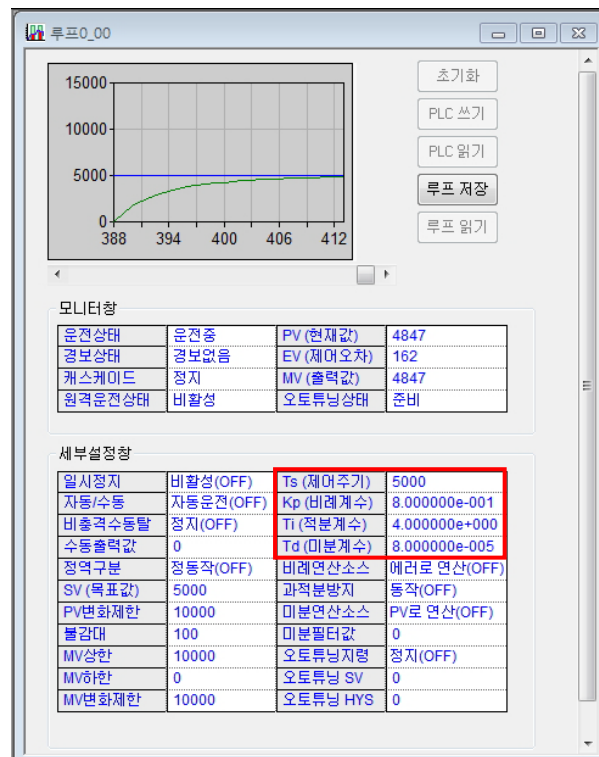 루프0_00
초기화
PLC 쓰기
PLC 읽기
루프 저장
루프 읽기
15000
10000
5000
0
388 394 400 406 412
모니터창
운전상태 운전중 PV (현재값) 4847
경보상태 경보없음 EV (제어오차) 162
캐스케이드 정지 MV (출력값) 4847
원격운전상태 비활성 오토튜닝상태 준비
세부설정창
일시정지 비활성(OFF) Ts (제어주기) 5000
자동/수동 자동운전(OFF) Kp (비례계수) 8.000000e-001
비충격수동탈 정지(OFF) Ti (적분계수) 4.000000e+000
수동출력값 0 Td (미분계수) 8.000000e-005
정역구분 정동작(OFF) 비례연산소스 에러로 연산(OFF)
SV (목표값) 5000 과적분방지 동작(OFF)
PV변화제한 10000 미분연산소스 PV로 연산(OFF)
불감대 100 미분필터값 0
MV상한 10000 오토튜닝지령 정지(OFF)
MV하한 0 오토튜닝 SV 0
MV변화제한 10000 오토튜닝 HYS 0